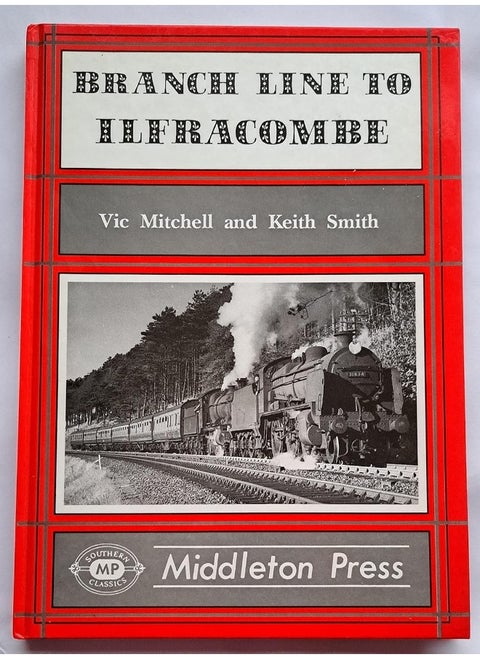 BRANCH LINE TO
ILFRACOMBE
Vic Mitchell and Keith Smith
SOUTHERN
MP
CLASSICS
Middleton Press